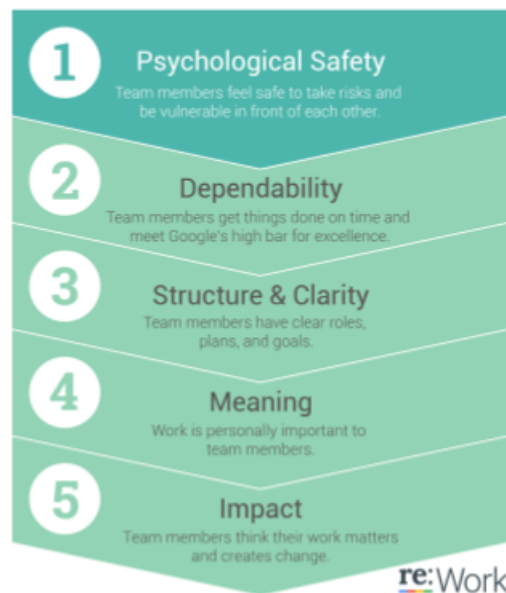 1
Psychological Safety
Team members feel safe to take risks and
be vulnerable in front of each other.
2
Dependability
Team members get things done on time and
meet Google's high bar for excellence.
3
Structure & Clarity
Team members have clear roles,
plans, and goals.
4
Meaning
Work is personally important to
team members.
5
Impact
Team members think their work matters
and creates change.
re:Work